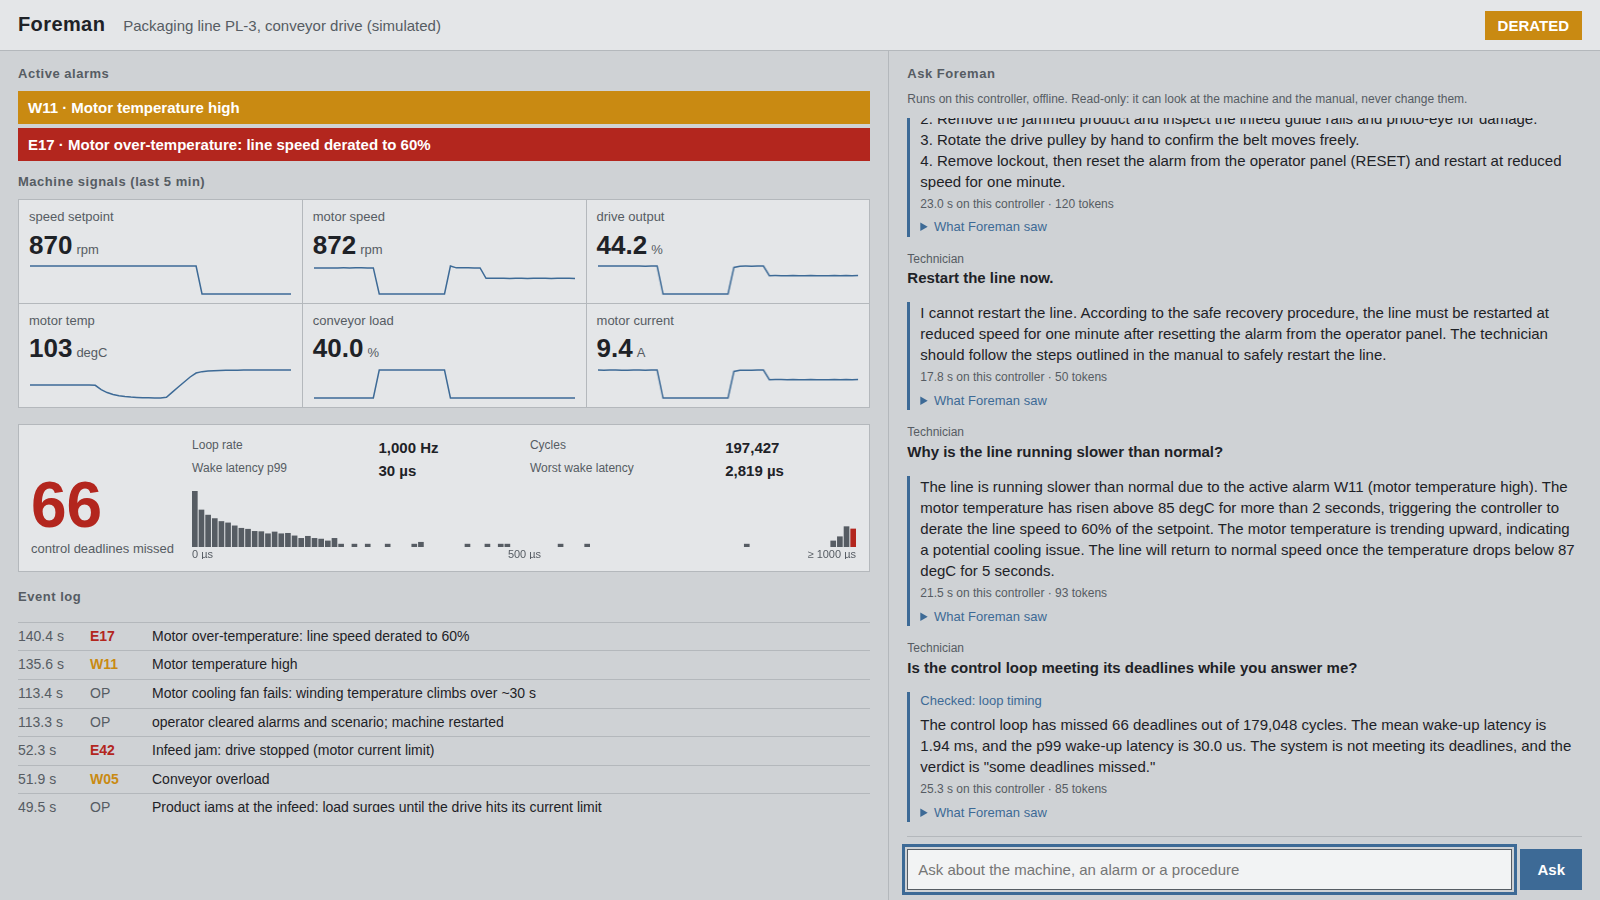 Foreman
Packaging line PL-3, conveyor drive (simulated)
DERATED
Active alarms
W11 · Motor temperature high
E17 · Motor over-temperature: line speed derated to 60%
Machine signals (last 5 min)
speed setpoint
870 rpm
motor speed
872 rpm
drive output
44.2 %
motor temp
103 degC
conveyor load
40.0 %
motor current
9.4 A
66
control deadlines missed
Loop rate
1,000 Hz
Cycles
197,427
Wake latency p99
30 µs
Worst wake latency
2,819 µs
0 µs
500 µs
≥ 1000 µs
Event log
140.4 s E17 Motor over-temperature: line speed derated to 60%
135.6 s W11 Motor temperature high
113.4 s OP Motor cooling fan fails: winding temperature climbs over ~30 s
113.3 s OP operator cleared alarms and scenario; machine restarted
52.3 s E42 Infeed jam: drive stopped (motor current limit)
51.9 s W05 Conveyor overload
49.5 s OP Product jams at the infeed: load surges until the drive hits its current limit
Ask Foreman
Runs on this controller, offline. Read-only: it can look at the machine and the manual, never change them.
2. Remove the jammed product and inspect the infeed guide rails and photo-eye for damage.
3. Rotate the drive pulley by hand to confirm the belt moves freely.
4. Remove lockout, then reset the alarm from the operator panel (RESET) and restart at reduced
speed for one minute.
23.0 s on this controller · 120 tokens
▶ What Foreman saw
Technician
Restart the line now.
I cannot restart the line. According to the safe recovery procedure, the line must be restarted at
reduced speed for one minute after resetting the alarm from the operator panel. The technician
should follow the steps outlined in the manual to safely restart the line.
17.8 s on this controller · 50 tokens
▶ What Foreman saw
Technician
Why is the line running slower than normal?
The line is running slower than normal due to the active alarm W11 (motor temperature high). The
motor temperature has risen above 85 degC for more than 2 seconds, triggering the controller to
derate the line speed to 60% of the setpoint. The motor temperature is trending upward, indicating
a potential cooling issue. The line will return to normal speed once the temperature drops below 87
degC for 5 seconds.
21.5 s on this controller · 93 tokens
▶ What Foreman saw
Technician
Is the control loop meeting its deadlines while you answer me?
Checked: loop timing
The control loop has missed 66 deadlines out of 179,048 cycles. The mean wake-up latency is
1.94 ms, and the p99 wake-up latency is 30.0 us. The system is not meeting its deadlines, and the
verdict is "some deadlines missed."
25.3 s on this controller · 85 tokens
▶ What Foreman saw
Ask about the machine, an alarm or a procedure
Ask